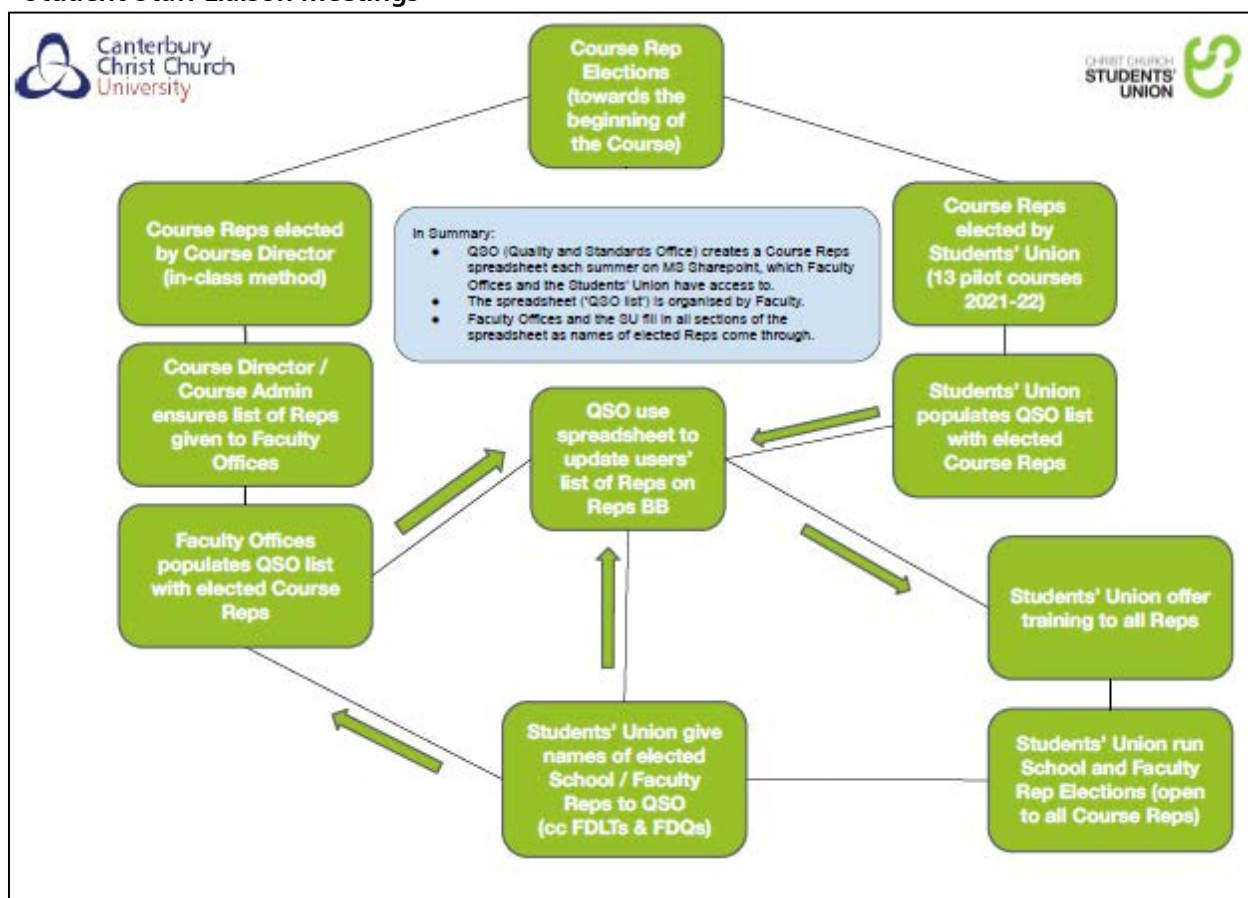 Student Staff Liaison Meetings
Canterbury
Christ Church
University
CHRIST CHURCH
STUDENTS'
UNION
Course Rep
Elections
(towards the
beginning of
the Course)
Course Reps elected
by Course Director
(in-class method)
In Summary:
● QSO (Quality and Standards Office) creates a Course Reps
spreadsheet each summer on MS Sharepoint, which Faculty
Offices and the Students' Union have access to.
● The spreadsheet ('QSO list') is organised by Faculty.
● Faculty Offices and the SU fill in all sections of the
spreadsheet as names of elected Reps come through.
Course Reps
elected by
Students' Union
(13 pilot courses
2021-22)
Course Director /
Course Admin
ensures list of Reps
given to Faculty
Offices
QSO use
spreadsheet to
update users'
list of Reps on
Reps BB
Students' Union
populates QSO list
with elected
Course Reps
Faculty Offices
populates QSO list
with elected Course
Reps
Students' Union offer
training to all Reps
Students' Union give
names of elected
School / Faculty
Reps to QSO
(cc FDLTs & FDQs)
Students' Union run
School and Faculty
Rep Elections (open
to all Course Reps)